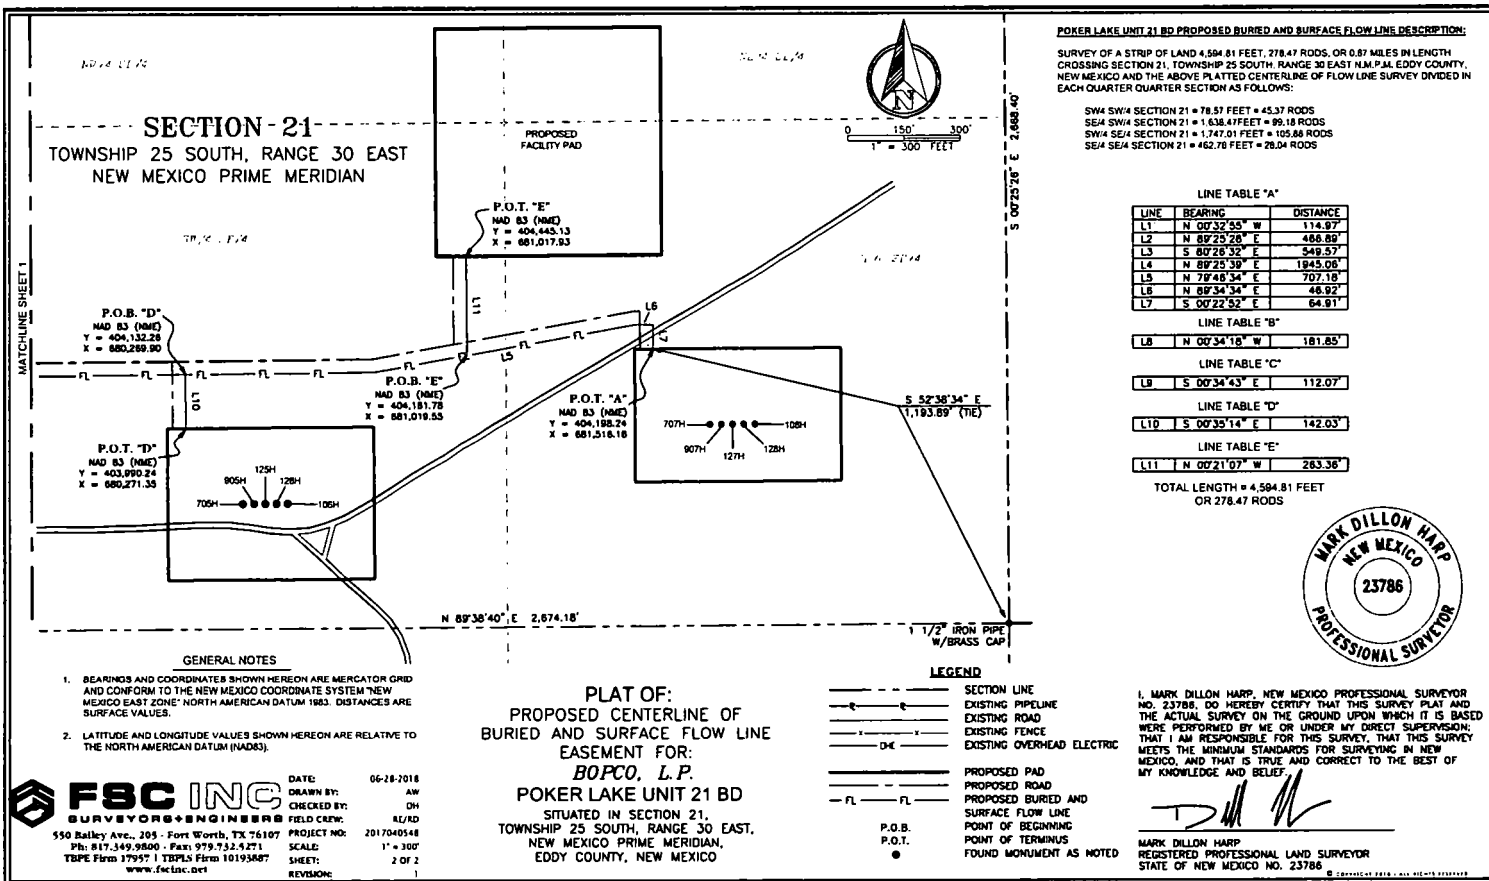 SECTION 21
TOWNSHIP 25 SOUTH, RANGE 30 EAST
NEW MEXICO PRIME MERIDIAN
MATCHLINE SHEET 1
PROPOSED
FACILITY PAD
N
0 150' 300'
1" = 300 FEET
S 00°25'26" E 2,668.40'
P.O.T. "E"
NAD 83 (NME)
Y = 404,445.13
X = 681,017.93
L11
P.O.B. "D"
NAD 83 (NME)
Y = 404,132.26
X = 680,269.90
FL FL FL FL FL FL FL FL
L5
L6
L7
L10
P.O.B. "E"
NAD 83 (NME)
Y = 404,181.78
X = 681,019.55
P.O.T. "A"
NAD 83 (NME)
Y = 404,198.24
X = 681,516.16
S 52°38'34" E
1,193.89' (TIE)
P.O.T. "D"
NAD 83 (NME)
Y = 403,990.24
X = 680,271.35
707H 108H
907H 127H 128H
125H
905H 126H
705H 106H
N 89°38'40" E 2,674.18'
1 1/2" IRON PIPE
W/BRASS CAP
POKER LAKE UNIT 21 BD PROPOSED BURIED AND SURFACE FLOW LINE DESCRIPTION:
SURVEY OF A STRIP OF LAND 4,594.81 FEET, 278.47 RODS, OR 0.87 MILES IN LENGTH
CROSSING SECTION 21, TOWNSHIP 25 SOUTH, RANGE 30 EAST N.M.P.M. EDDY COUNTY,
NEW MEXICO AND THE ABOVE PLATTED CENTERLINE OF FLOW LINE SURVEY DIVIDED IN
EACH QUARTER QUARTER SECTION AS FOLLOWS:
SW/4 SW/4 SECTION 21 = 78.57 FEET = 45.37 RODS
SE/4 SW/4 SECTION 21 = 1,638.47FEET = 99.18 RODS
SW/4 SE/4 SECTION 21 = 1,747.01 FEET = 105.88 RODS
SE/4 SE/4 SECTION 21 = 462.78 FEET = 28.04 RODS
LINE TABLE "A"
LINE BEARING DISTANCE
L1 N 00°32'55" W 114.97'
L2 N 89°25'26" E 466.89'
L3 S 80°26'32" E 549.57'
L4 N 89°25'39" E 1945.06'
L5 N 79°46'34" E 707.18'
L6 N 89°34'34" E 46.92'
L7 S 00°22'52" E 64.91'
LINE TABLE "B"
L8 N 00°34'18" W 181.85'
LINE TABLE "C"
L9 S 00°34'43" E 112.07'
LINE TABLE "D"
L10 S 00°35'14" E 142.03'
LINE TABLE "E"
L11 N 00°21'07" W 263.36'
TOTAL LENGTH = 4,594.81 FEET
OR 278.47 RODS
MARK DILLON HARP
NEW MEXICO
23786
PROFESSIONAL SURVEYOR
GENERAL NOTES
1. BEARINGS AND COORDINATES SHOWN HEREON ARE MERCATOR GRID
AND CONFORM TO THE NEW MEXICO COORDINATE SYSTEM "NEW
MEXICO EAST ZONE" NORTH AMERICAN DATUM 1983. DISTANCES ARE
SURFACE VALUES.
2. LATITUDE AND LONGITUDE VALUES SHOWN HEREON ARE RELATIVE TO
THE NORTH AMERICAN DATUM (NAD83).
FSC INC
SURVEYORS+ENGINEERS
550 Bailey Ave., 205 - Fort Worth, TX 76107
Ph: 817.349.9800 - Fax: 979.732.5271
TBPE Firm 17957 | TBPLS Firm 10193887
www.fscinc.net
DATE: 06-28-2018
DRAWN BY: AW
CHECKED BY: DH
FIELD CREW: RE/RD
PROJECT NO: 2017040548
SCALE: 1" = 300'
SHEET: 2 OF 2
REVISION: 1
PLAT OF:
PROPOSED CENTERLINE OF
BURIED AND SURFACE FLOW LINE
EASEMENT FOR:
BOPCO, L.P.
POKER LAKE UNIT 21 BD
SITUATED IN SECTION 21,
TOWNSHIP 25 SOUTH, RANGE 30 EAST,
NEW MEXICO PRIME MERIDIAN,
EDDY COUNTY, NEW MEXICO
LEGEND
SECTION LINE
EXISTING PIPELINE
EXISTING ROAD
EXISTING FENCE
OHE EXISTING OVERHEAD ELECTRIC
PROPOSED PAD
PROPOSED ROAD
FL FL PROPOSED BURIED AND
SURFACE FLOW LINE
P.O.B. POINT OF BEGINNING
P.O.T. POINT OF TERMINUS
FOUND MONUMENT AS NOTED
I, MARK DILLON HARP, NEW MEXICO PROFESSIONAL SURVEYOR
NO. 23786, DO HEREBY CERTIFY THAT THIS SURVEY PLAT AND
THE ACTUAL SURVEY ON THE GROUND UPON WHICH IT IS BASED
WERE PERFORMED BY ME OR UNDER MY DIRECT SUPERVISION;
THAT I AM RESPONSIBLE FOR THIS SURVEY, THAT THIS SURVEY
MEETS THE MINIMUM STANDARDS FOR SURVEYING IN NEW
MEXICO, AND THAT IS TRUE AND CORRECT TO THE BEST OF
MY KNOWLEDGE AND BELIEF.
MARK DILLON HARP
REGISTERED PROFESSIONAL LAND SURVEYOR
STATE OF NEW MEXICO NO. 23786